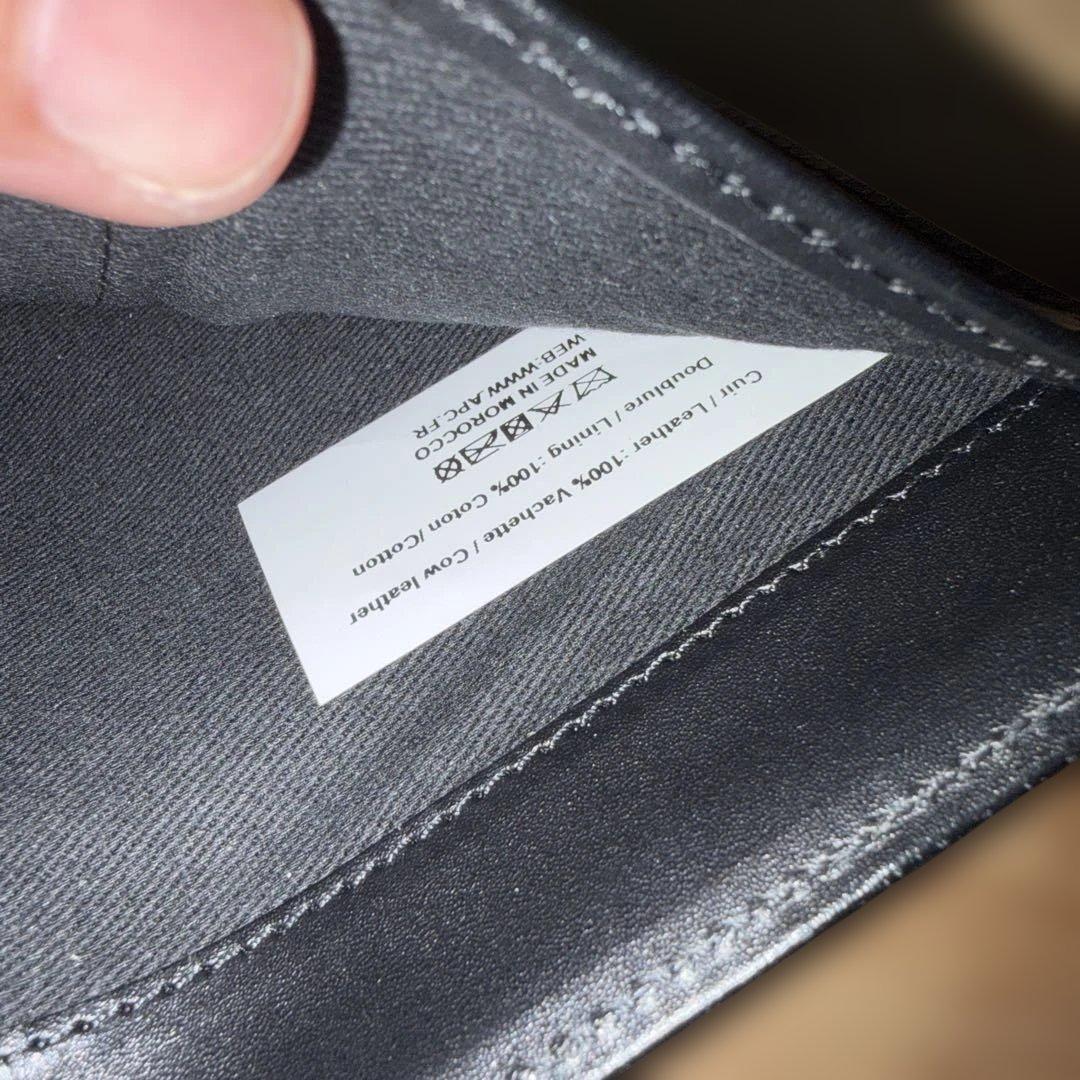 Cuir / Leather :100% Vachette / Cow leather
Doublure / Lining :100% Coton /Cotton
MADE IN MOROCCO
WEB:WWW.APC.FR